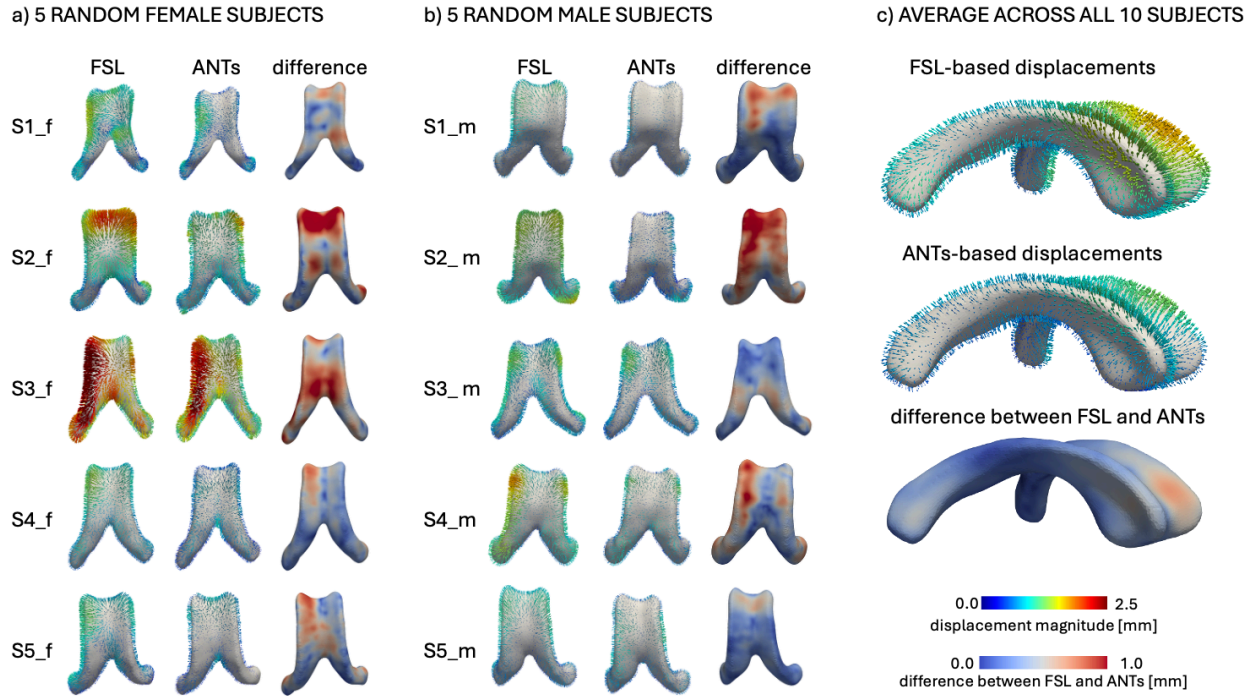 a) 5 RANDOM FEMALE SUBJECTS
b) 5 RANDOM MALE SUBJECTS
c) AVERAGE ACROSS ALL 10 SUBJECTS
FSL ANTs difference
FSL ANTs difference
FSL-based displacements
S1_f
S1_m
S2_f
S2_ m
ANTs-based displacements
S3_f
S3_ m
difference between FSL and ANTs
S4_f
S4_m
S5_f
S5_m
0.0 2.5
displacement magnitude [mm]
0.0 1.0
difference between FSL and ANTs [mm]